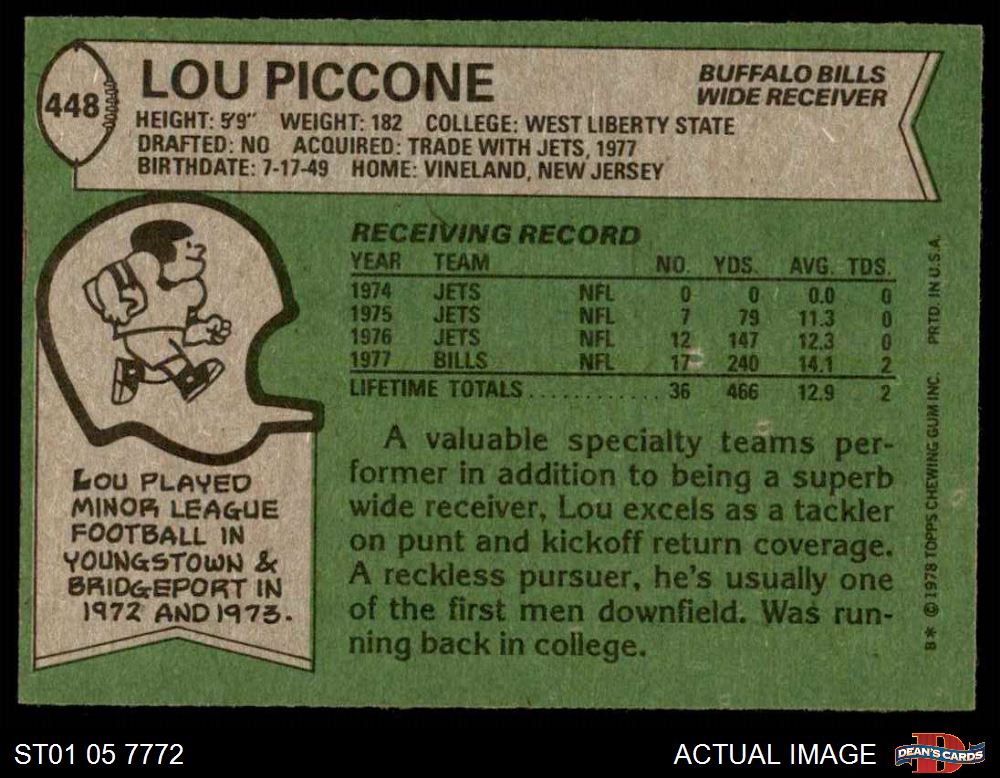 448
LOU PICCONE
BUFFALO BILLS
WIDE RECEIVER
HEIGHT: 5'9" WEIGHT: 182 COLLEGE: WEST LIBERTY STATE
DRAFTED: NO ACQUIRED: TRADE WITH JETS, 1977
BIRTHDATE: 7-17-49 HOME: VINELAND, NEW JERSEY
RECEIVING RECORD
YEAR TEAM NO. YDS. AVG. TDS.
1974 JETS NFL 0 0 0.0 0
1975 JETS NFL 7 79 11.3 0
1976 JETS NFL 12 147 12.3 0
1977 BILLS NFL 17 240 14.1 2
LIFETIME TOTALS ............ 36 466 12.9 2
A valuable specialty teams per-
former in addition to being a superb
wide receiver, Lou excels as a tackler
on punt and kickoff return coverage.
A reckless pursuer, he's usually one
of the first men downfield. Was run-
ning back in college.
LOU PLAYED
MINOR LEAGUE
FOOTBALL IN
YOUNGSTOWN &
BRIDGEPORT IN
1972 AND 1973.
B* © 1978 TOPPS CHEWING GUM INC. PRTD. IN U.S.A.
ST01 05 7772
ACTUAL IMAGE
D
DEAN'S CARDS